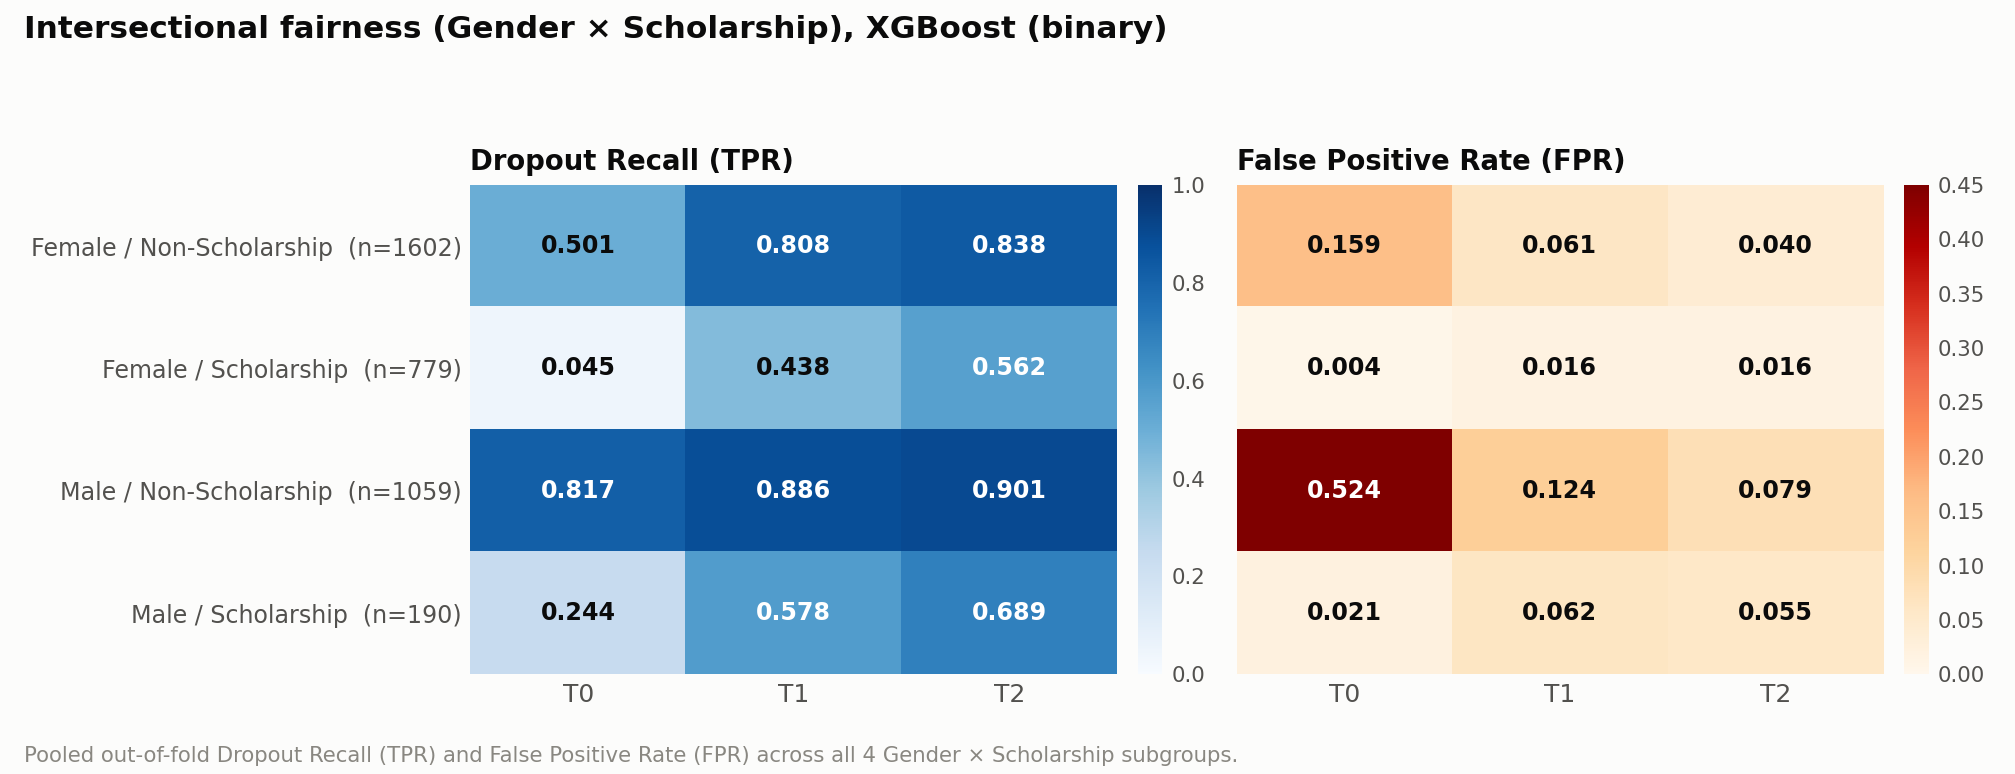 Intersectional fairness (Gender × Scholarship), XGBoost (binary)
Dropout Recall (TPR)
False Positive Rate (FPR)
Female / Non-Scholarship (n=1602)
0.501 0.808 0.838
0.159 0.061 0.040
Female / Scholarship (n=779)
0.045 0.438 0.562
0.004 0.016 0.016
Male / Non-Scholarship (n=1059)
0.817 0.886 0.901
0.524 0.124 0.079
Male / Scholarship (n=190)
0.244 0.578 0.689
0.021 0.062 0.055
T0 T1 T2
T0 T1 T2
1.0
0.8
0.6
0.4
0.2
0.0
0.45
0.40
0.35
0.30
0.25
0.20
0.15
0.10
0.05
0.00
Pooled out-of-fold Dropout Recall (TPR) and False Positive Rate (FPR) across all 4 Gender × Scholarship subgroups.